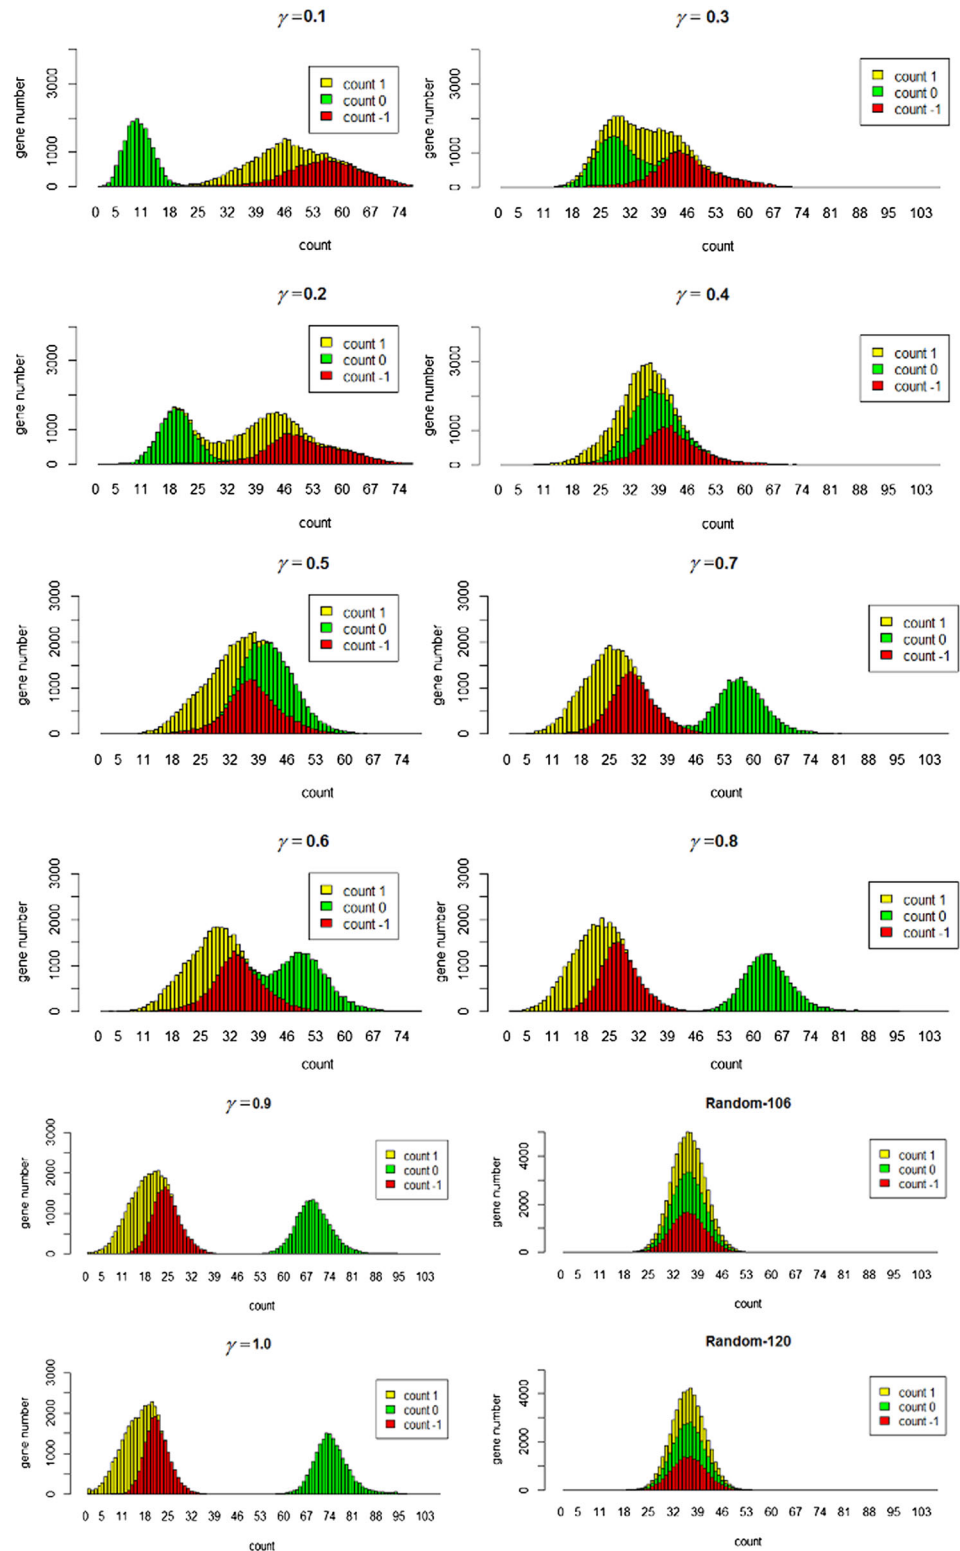 γ = 0.1
gene number
0 1000 3000
count 1
count 0
count -1
0 5 11 18 25 32 39 46 53 60 74
count
γ = 0.3
gene number
0 1000 3000
count 1
count 0
count -1
0 5 11 18 25 32 39 46 53 60 67 74 81 88 95 103
count
γ = 0.2
gene number
0 1000 3000
count 1
count 0
count -1
0 5 11 18 25 32 39 46 53 60 74
count
γ = 0.4
gene number
0 1000 3000
count 1
count 0
count -1
0 5 11 18 25 32 39 46 53 60 67 74 81 88 95 103
count
γ = 0.5
gene number
0 1000 2000 3000
count 1
count 0
count -1
0 5 11 18 25 32 39 46 53 60 67 74
count
γ = 0.7
gene number
0 1000 2000 3000
count 1
count 0
count -1
0 5 11 18 25 32 39 46 53 60 67 74 81 88 95 103
count
γ = 0.6
gene number
0 1000 2000 3000
count 1
count 0
count -1
0 5 11 18 25 32 39 46 53 60 67 74
count
γ = 0.8
gene number
0 1000 2000 3000
count 1
count 0
count -1
0 5 11 18 25 32 39 46 53 60 67 74 81 88 95 103
count
γ = 0.9
gene number
0 1000 2000 3000
count 1
count 0
count -1
0 5 11 18 25 32 39 46 53 60 67 74 81 88 95 103
count
Random-106
gene number
0 2000 4000
count 1
count 0
count -1
0 5 11 18 25 32 39 46 53 60 67 74 81 88 95 103
count
γ = 1.0
gene number
0 1000 2000 3000
count 1
count 0
count -1
0 5 11 18 25 32 39 46 53 60 67 74 81 88 95 103
count
Random-120
gene number
0 2000 4000
count 1
count 0
count -1
0 5 11 18 25 32 39 46 53 60 67 74 81 88 95 103
count